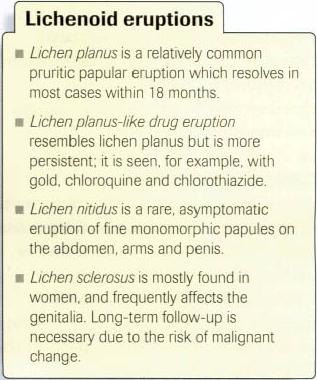 Lichenoid eruptions
■ Lichen planus is a relatively common
pruritic papular eruption which resolves in
most cases within 18 months.
■ Lichen planus-like drug eruption
resembles lichen planus but is more
persistent; it is seen, for example, with
gold, chloroquine and chlorothiazide.
■ Lichen nitidus is a rare, asymptomatic
eruption of fine monomorphic papules on
the abdomen, arms and penis.
■ Lichen sclerosus is mostly found in
women, and frequently affects the
genitalia. Long-term follow-up is
necessary due to the risk of malignant
change.